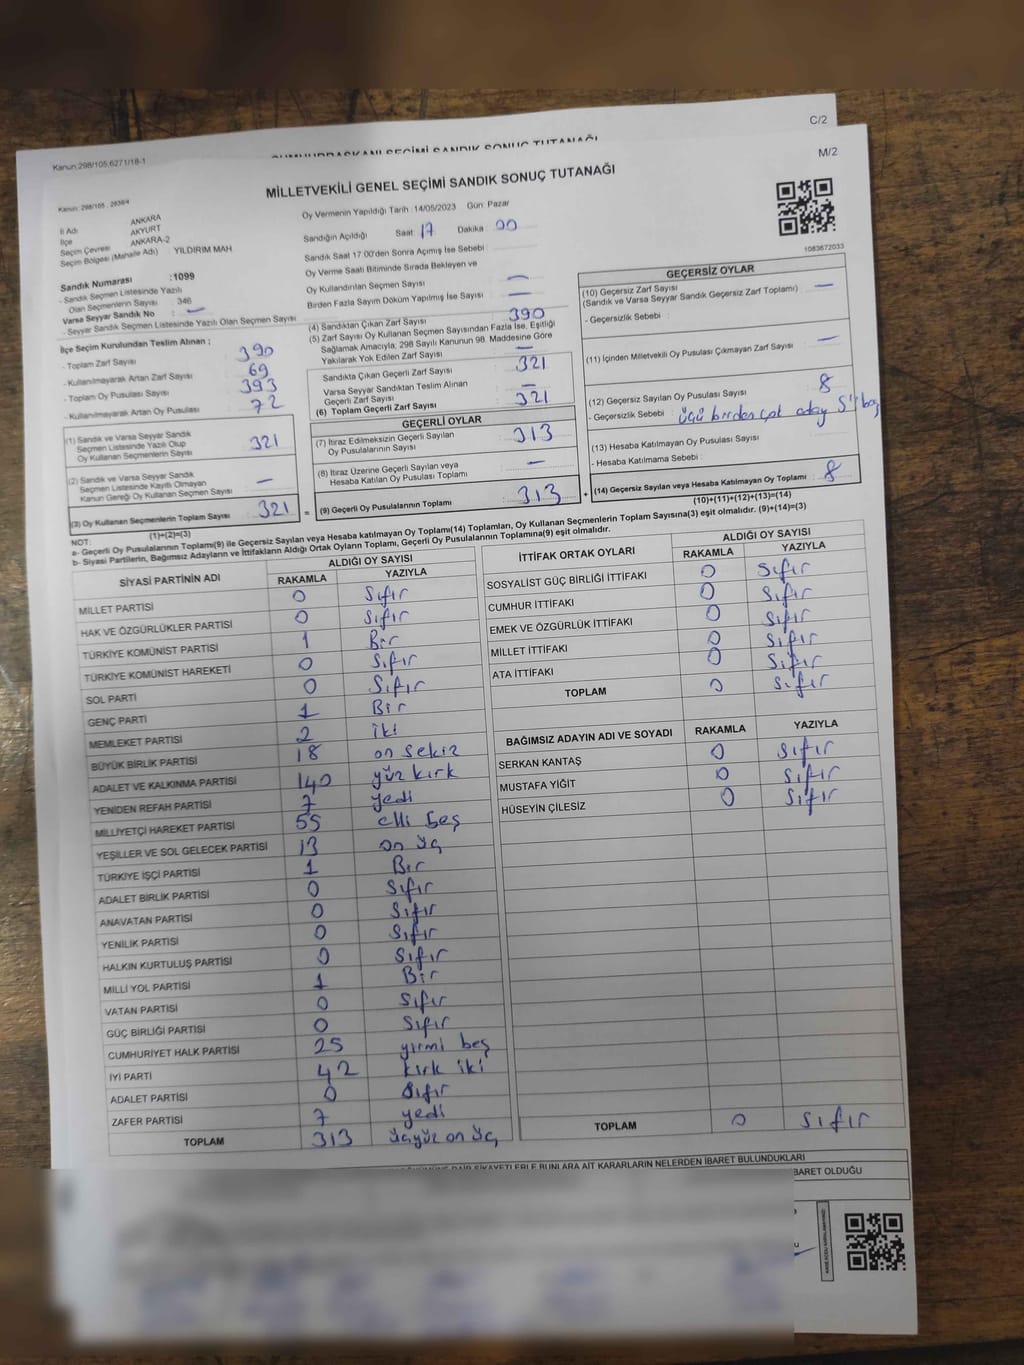 C/2
Kanun:298/105,6271/18-1
CUMHURBAŞKANI SEÇİMİ SANDIK SONUÇ TUTANAĞI
M/2
MİLLETVEKİLİ GENEL SEÇİMİ SANDIK SONUÇ TUTANAĞI
Kanun: 298/105 , 2839/4
İl Adı ANKARA
İlçe AKYURT
Seçim Çevresi ANKARA-2
Seçim Bölgesi (Mahalle Adı) YILDIRIM MAH
Sandık Numarası :1099
- Sandık Seçmen Listesinde Yazılı
Olan Seçmenlerin Sayısı : 346
Varsa Seyyar Sandık No : —
- Seyyar Sandık Seçmen Listesinde Yazılı Olan Seçmen Sayısı
Oy Vermenin Yapıldığı Tarih :14/05/2023 Gün: Pazar
Sandığın Açıldığı Saat 17 Dakika 00
Sandık Saat 17:00'den Sonra Açımış İse Sebebi :
Oy Verme Saati Bitiminde Sırada Bekleyen ve
Oy Kullandırılan Seçmen Sayısı —
Birden Fazla Sayım Döküm Yapılmış İse Sayısı —
1083672033
İlçe Seçim Kurulundan Teslim Alınan ;
- Toplam Zarf Sayısı 390
- Kullanılmayarak Artan Zarf Sayısı 69
- Toplam Oy Pusulası Sayısı 393
- Kullanılmayarak Artan Oy Pusulası 72
(1) Sandık ve Varsa Seyyar Sandık
Seçmen Listesinde Yazılı Olup
Oy Kullanan Seçmenlerin Sayısı 321
(2) Sandık ve Varsa Seyyar Sandık
Seçmen Listesinde Kayıtlı Olmayan
Kanun Gereği Oy Kullanan Seçmen Sayısı —
(3) Oy Kullanan Seçmenlerin Toplam Sayısı 321
(1)+(2)=(3)
(4) Sandıktan Çıkan Zarf Sayısı 390
(5) Zarf Sayısı Oy Kullanan Seçmen Sayısından Fazla İse, Eşitliği
Sağlamak Amacıyla; 298 Sayılı Kanunun 98. Maddesine Göre
Yakılarak Yok Edilen Zarf Sayısı —
Sandıkta Çıkan Geçerli Zarf Sayısı 321
Varsa Seyyar Sandıktan Teslim Alınan
Geçerli Zarf Sayısı —
(6) Toplam Geçerli Zarf Sayısı 321
GEÇERLİ OYLAR
(7) İtiraz Edilmeksizin Geçerli Sayılan
Oy Pusulalarının Sayısı 313
(8) İtiraz Üzerine Geçerli Sayılan veya
Hesaba Katılan Oy Pusulası Toplamı —
= (9) Geçerli Oy Pusulalarının Toplamı 313 +
GEÇERSİZ OYLAR
(10) Geçersiz Zarf Sayısı —
(Sandık ve Varsa Seyyar Sandık Geçersiz Zarf Toplamı)
- Geçersizlik Sebebi :
(11) İçinden Milletvekili Oy Pusulası Çıkmayan Zarf Sayısı —
(12) Geçersiz Sayılan Oy Pusulası Sayısı 8
- Geçersizlik Sebebi üçü birden çok aday 5'i boş
(13) Hesaba Katılmayan Oy Pusulası Sayısı
- Hesaba Katılmama Sebebi :
(14) Geçersiz Sayılan veya Hesaba Katılmayan Oy Toplamı : 8
(10)+(11)+(12)+(13)=(14)
NOT:
a- Geçerli Oy Pusulalarının Toplamı(9) ile Geçersiz Sayılan veya Hesaba katılmayan Oy Toplamı(14) Toplamları, Oy Kullanan Seçmenlerin Toplam Sayısına(3) eşit olmalıdır. (9)+(14)=(3)
b- Siyasi Partilerin, Bağımsız Adayların ve İttifakların Aldığı Ortak Oyların Toplamı, Geçerli Oy Pusulalarının Toplamına(9) eşit olmalıdır.
SİYASİ PARTİNİN ADI ALDIĞI OY SAYISI
RAKAMLA YAZIYLA
MİLLET PARTİSİ 0 Sıfır
HAK VE ÖZGÜRLÜKLER PARTİSİ 0 Sıfır
TÜRKİYE KOMÜNİST PARTİSİ 1 Bir
TÜRKİYE KOMÜNİST HAREKETİ 0 Sıfır
SOL PARTİ 0 Sıfır
GENÇ PARTİ 1 Bir
MEMLEKET PARTİSİ 2 iki
BÜYÜK BİRLİK PARTİSİ 18 on sekiz
ADALET VE KALKINMA PARTİSİ 140 yüz kırk
YENİDEN REFAH PARTİSİ 7 yedi
MİLLİYETÇİ HAREKET PARTİSİ 55 elli beş
YEŞİLLER VE SOL GELECEK PARTİSİ 13 on üç
TÜRKİYE İŞÇİ PARTİSİ 1 Bir
ADALET BİRLİK PARTİSİ 0 Sıfır
ANAVATAN PARTİSİ 0 Sıfır
YENİLİK PARTİSİ 0 Sıfır
HALKIN KURTULUŞ PARTİSİ 0 Sıfır
MİLLİ YOL PARTİSİ 1 Bir
VATAN PARTİSİ 0 Sıfır
GÜÇ BİRLİĞİ PARTİSİ 0 Sıfır
CUMHURİYET HALK PARTİSİ 25 yirmi beş
İYİ PARTİ 42 kırk iki
ADALET PARTİSİ 0 Sıfır
ZAFER PARTİSİ 7 yedi
TOPLAM 313 üçyüz on üç
İTTİFAK ORTAK OYLARI ALDIĞI OY SAYISI
RAKAMLA YAZIYLA
SOSYALİST GÜÇ BİRLİĞİ İTTİFAKI 0 Sıfır
CUMHUR İTTİFAKI 0 Sıfır
EMEK VE ÖZGÜRLÜK İTTİFAKI 0 Sıfır
MİLLET İTTİFAKI 0 Sıfır
ATA İTTİFAKI 0 Sıfır
TOPLAM 0 Sıfır
BAĞIMSIZ ADAYIN ADI VE SOYADI RAKAMLA YAZIYLA
SERKAN KANTAŞ 0 Sıfır
MUSTAFA YİĞİT 0 Sıfır
HÜSEYİN ÇİLESİZ 0 Sıfır
TOPLAM 0 Sıfır
ŞİKAYETLERLE BUNLARA AİT KARARLARIN NELERDEN İBARET BULUNDUKLARI
BARET OLDUĞU